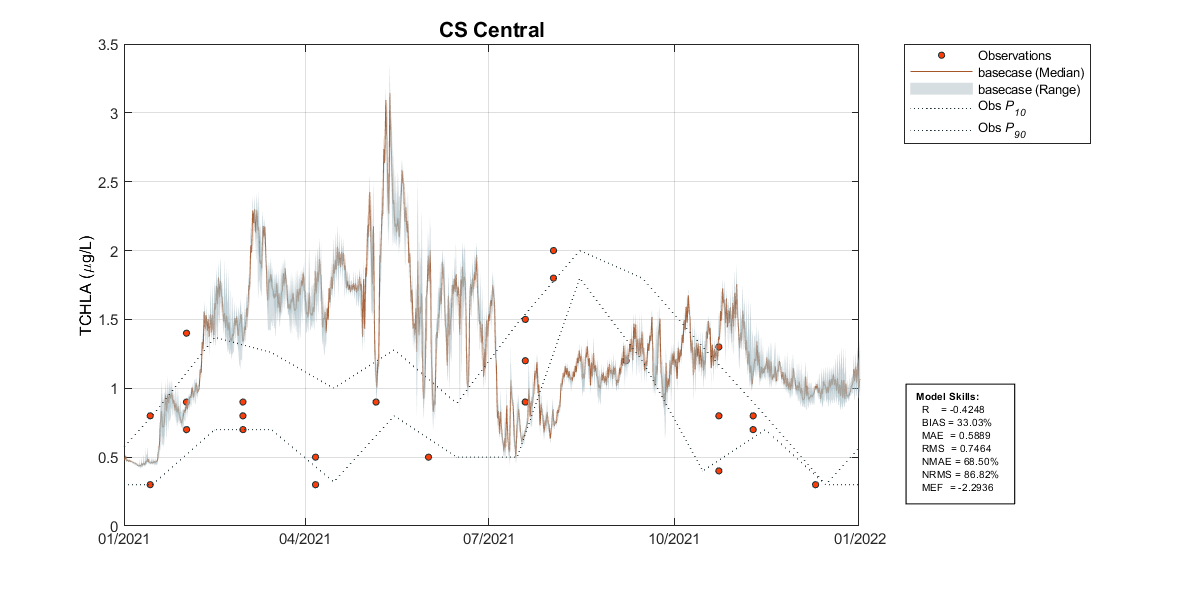 CS Central
3.5
3
2.5
2
1.5
1
0.5
0
TCHLA (μg/L)
01/2021
04/2021
07/2021
10/2021
01/2022
Observations
basecase (Median)
basecase (Range)
Obs P10
Obs P90
Model Skills:
R = -0.4248
BIAS = 33.03%
MAE = 0.5889
RMS = 0.7464
NMAE = 68.50%
NRMS = 86.82%
MEF = -2.2936